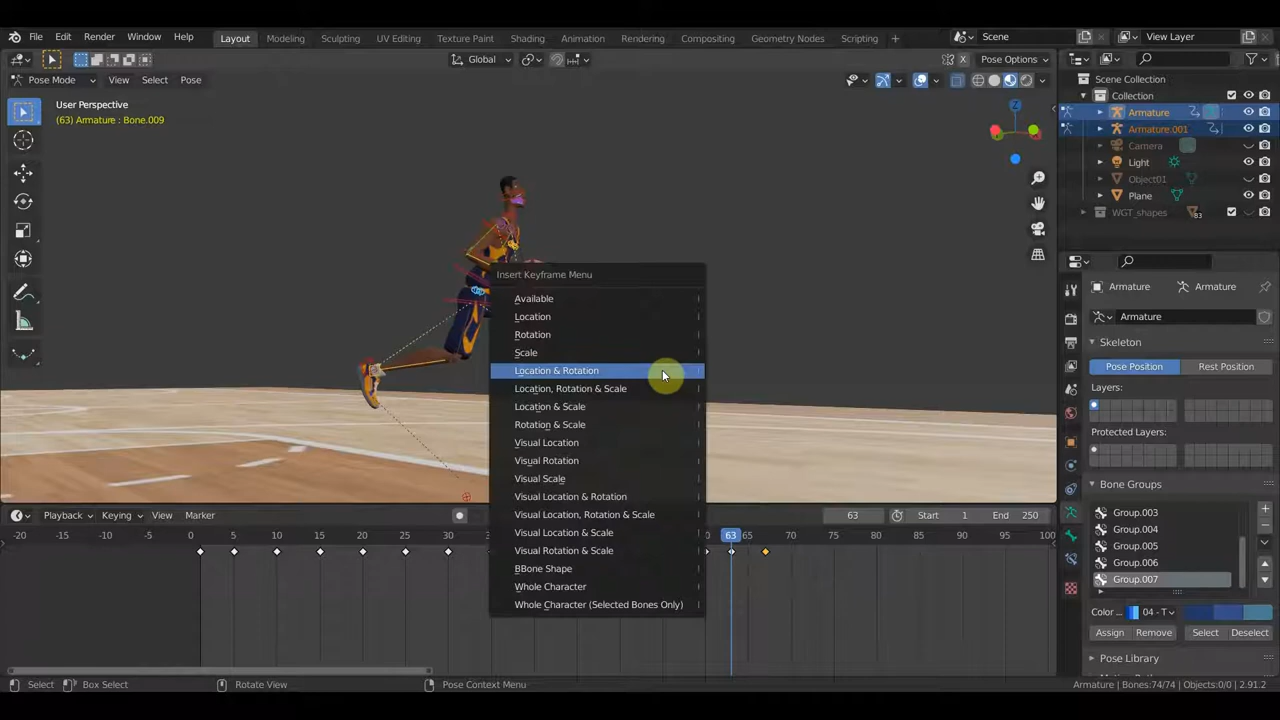 File Edit Render Window Help Layout Modeling Sculpting UV Editing Texture Paint Shading Animation Rendering Compositing Geometry Nodes Scripting + Scene View Layer
Global Pose Options
Pose Mode View Select Pose
Scene Collection
Collection
Armature
Armature.001
Camera
Light
Object01
Plane
WGT_shapes 83
User Perspective
(63) Armature : Bone.009
Z
Insert Keyframe Menu
Available
Location
Rotation
Scale
Location & Rotation
Location, Rotation & Scale
Location & Scale
Rotation & Scale
Visual Location
Visual Rotation
Visual Scale
Visual Location & Rotation
Visual Location, Rotation & Scale
Visual Location & Scale
Visual Rotation & Scale
BBone Shape
Whole Character
Whole Character (Selected Bones Only)
Armature Armature
Armature
Skeleton
Pose Position Rest Position
Layers:
Protected Layers:
Bone Groups
Group.003
Group.004
Group.005
Group.006
Group.007
Color ... 04 - T
Assign Remove Select Deselect
Pose Library
Playback Keying View Marker 63 Start 1 End 250
-20 -15 -10 -5 0 5 10 15 20 25 30 63 70 75 80 85 90 95 100
Select Box Select Rotate View Pose Context Menu Armature | Bones:74/74 | Objects:0/0 | 2.91.2